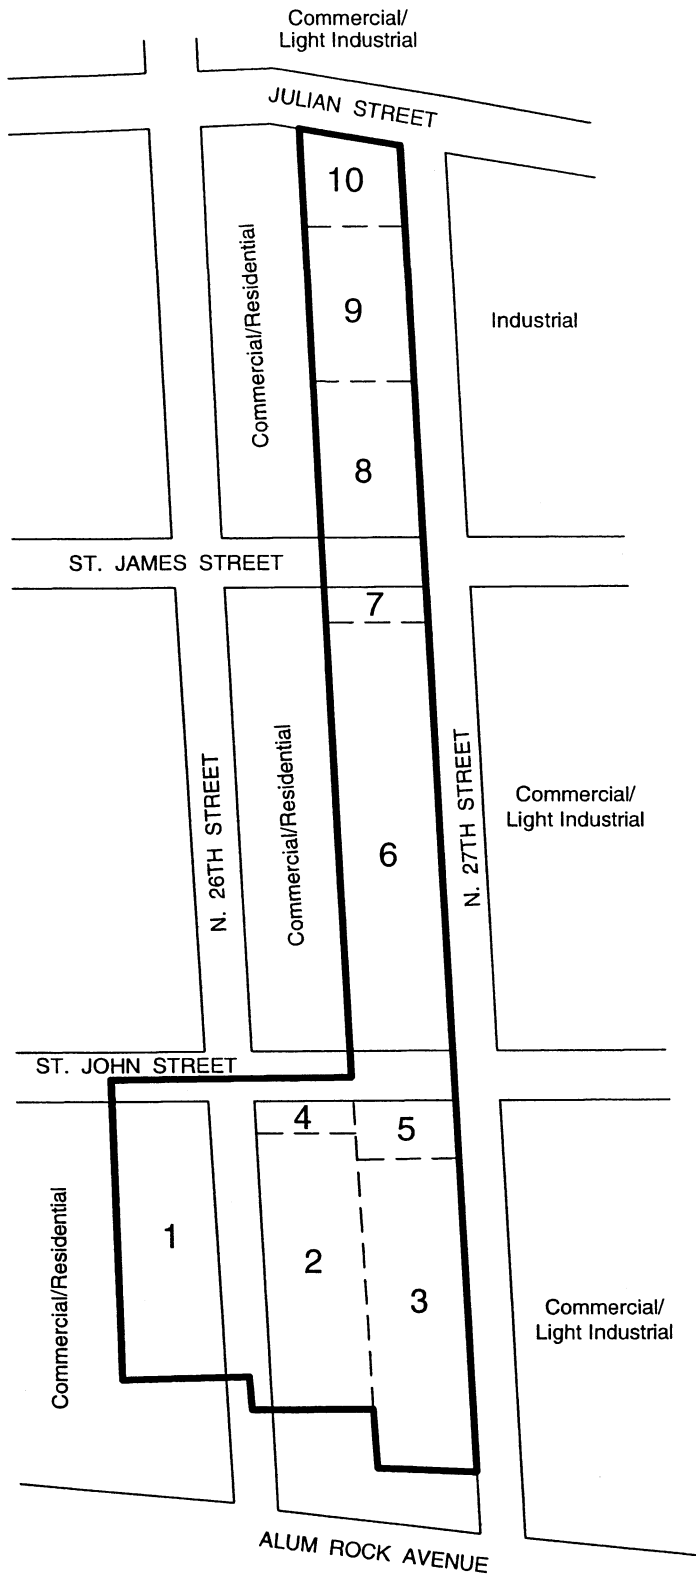 Commercial/
Light Industrial
JULIAN STREET
10
Commercial/Residential
9
Industrial
8
ST. JAMES STREET
7
N. 26TH STREET
Commercial/Residential
6
N. 27TH STREET
Commercial/
Light Industrial
ST. JOHN STREET
4
5
Commercial/Residential
1
2
3
Commercial/
Light Industrial
ALUM ROCK AVENUE